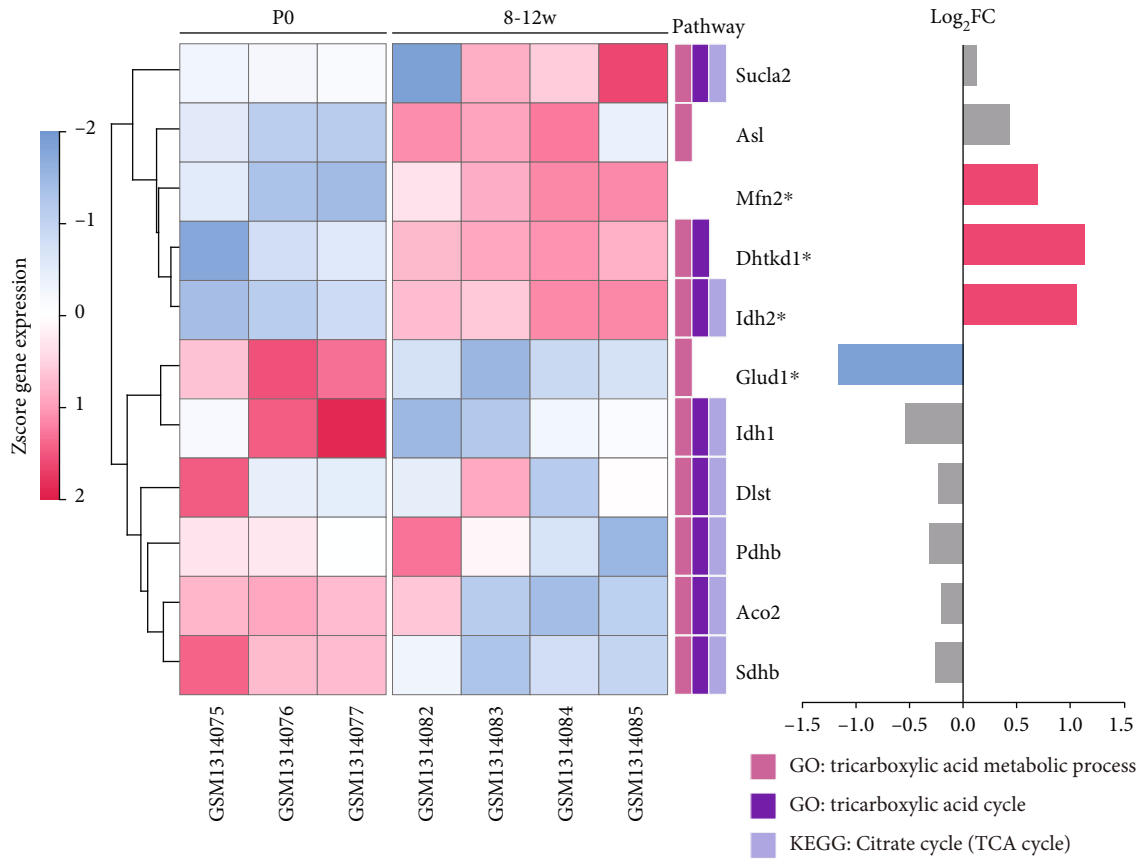 P0
8-12w
Pathway
Log₂FC
Sucla2
Asl
Mfn2*
Dhtkd1*
Idh2*
Glud1*
Idh1
Dlst
Pdhb
Aco2
Sdhb
Zscore gene expression
−2
−1
0
1
2
GSM1314075
GSM1314076
GSM1314077
GSM1314082
GSM1314083
GSM1314084
GSM1314085
−1.5 −1.0 −0.5 0.0 0.5 1.0 1.5
GO: tricarboxylic acid metabolic process
GO: tricarboxylic acid cycle
KEGG: Citrate cycle (TCA cycle)